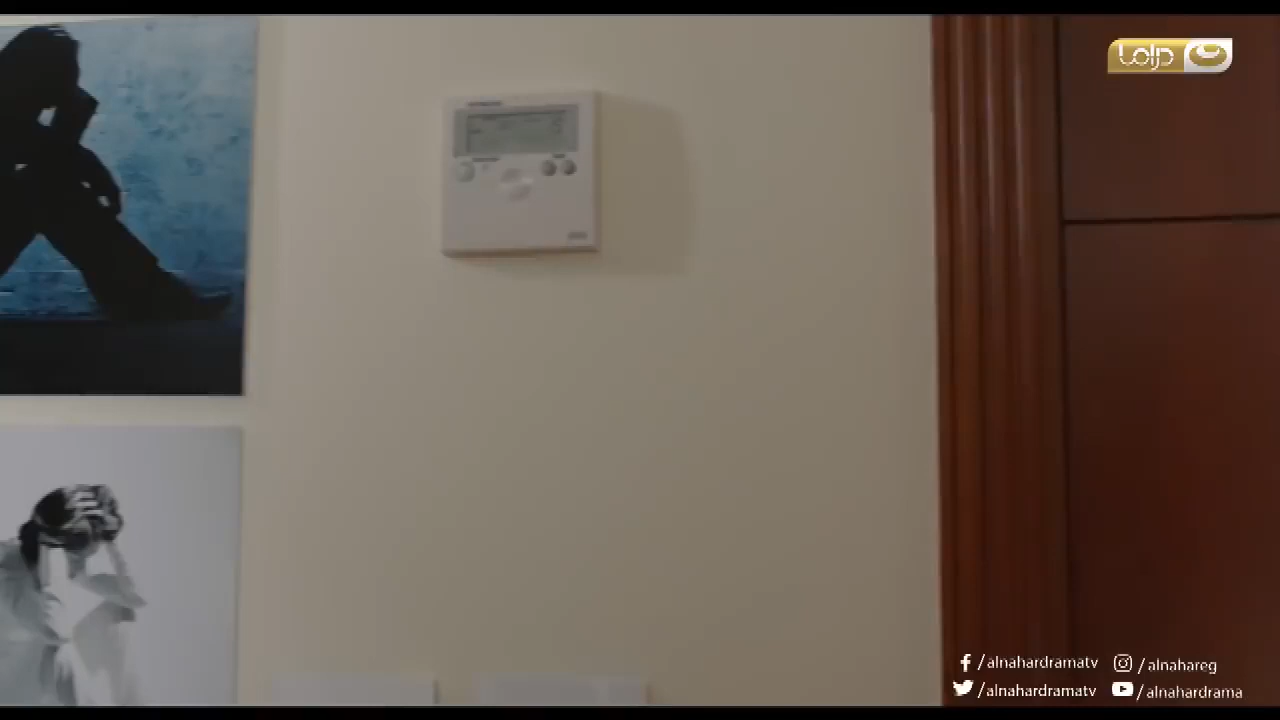 دراما
/alnahardramatv
/alnahareg
/alnahardramatv
/alnahardrama